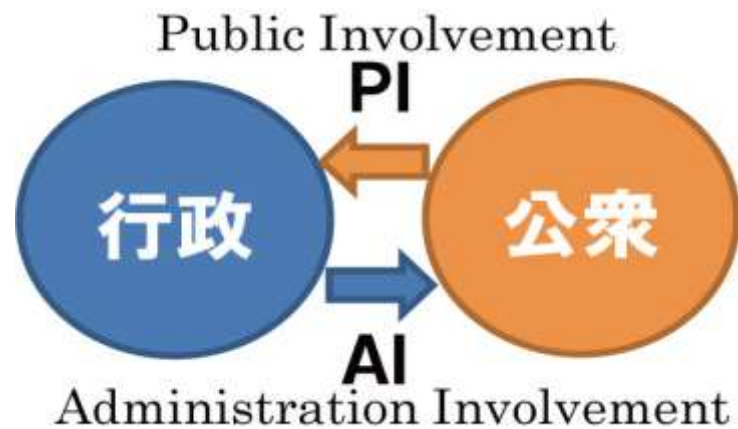 Public Involvement
PI
行政
公衆
AI
Administration Involvement